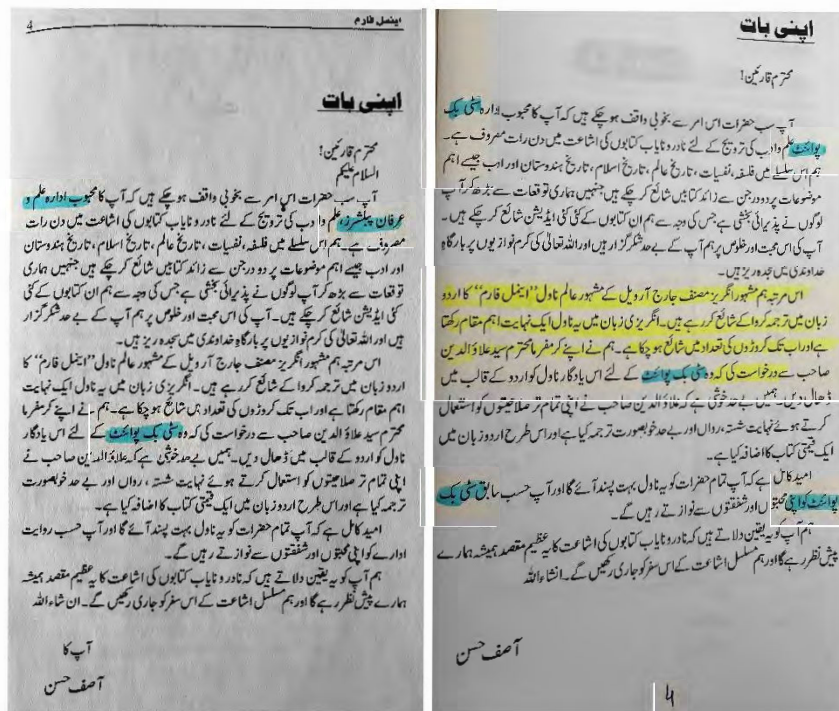 4
اینمل فارم
اپنی بات
محترم قارئین!
السلام علیکم
آپ سب حضرات اس امر سے بخوبی واقف ہو چکے ہیں کہ آپ کا محبوب ادارہ علم و
عرفان پبلشرز، علم و ادب کی ترویج کے لئے نادر و نایاب کتابوں کی اشاعت میں دن رات
مصروف ہے۔ ہم اس سلسلے میں فلسفہ، نفسیات، تاریخ عالم، تاریخ اسلام، تاریخ ہندوستان
اور ادب جیسے اہم موضوعات پر دو درجن سے زائد کتابیں شائع کر چکے ہیں جنہیں ہماری
توقعات سے بڑھ کر آپ لوگوں نے پذیرائی بخشی ہے جس کی وجہ سے ہم ان کتابوں کے کئی
کئی ایڈیشن شائع کر چکے ہیں۔ آپ کی اس محبت اور خلوص پر ہم آپ کے بے حد شکر گزار
ہیں اور اللہ تعالیٰ کی کرم نوازیوں پر بارگاہِ خداوندی میں سجدہ ریز ہیں۔
اس مرتبہ ہم مشہور انگریز مصنف جارج آرویل کے مشہور عالم ناول "اینمل فارم" کا
اردو زبان میں ترجمہ کروا کے شائع کر رہے ہیں۔ انگریزی زبان میں یہ ناول ایک نہایت
اہم مقام رکھتا ہے اور اب تک کروڑوں کی تعداد میں شائع ہو چکا ہے۔ ہم نے اپنے کرمفرما
محترم سید علاؤ الدین صاحب سے درخواست کی کہ وہ سٹی بک پوائنٹ کے لئے اس یادگار
ناول کو اردو کے قالب میں ڈھال دیں۔ ہمیں بے حد خوشی ہے کہ علاؤ الدین صاحب نے
اپنی تمام تر صلاحیتوں کو استعمال کرتے ہوئے نہایت شستہ، رواں اور بے حد خوبصورت
ترجمہ کیا ہے اور اس طرح اردو زبان میں ایک قیمتی کتاب کا اضافہ کیا ہے۔
امید کامل ہے کہ آپ تمام حضرات کو یہ ناول بہت پسند آئے گا اور آپ حسب روایت
ادارے کو اپنی محبتوں اور شفقتوں سے نوازتے رہیں گے۔
ہم آپ کو یہ یقین دلاتے ہیں کہ نادر و نایاب کتابوں کی اشاعت کا یہ عظیم مقصد ہمیشہ
ہمارے پیش نظر رہے گا اور ہم مسلسل اشاعت کے اس سفر کو جاری رکھیں گے۔ ان شاء اللہ
آپ کا
آصف حسن
اپنی بات
محترم قارئین!
آپ سب حضرات اس امر سے بخوبی واقف ہو چکے ہیں کہ آپ کا محبوب ادارہ سٹی بک
پوائنٹ علم و ادب کی ترویج کے لئے نادر و نایاب کتابوں کی اشاعت میں دن رات مصروف ہے۔
ہم اس سلسلے میں فلسفہ، نفسیات، تاریخ عالم، تاریخ اسلام، تاریخ ہندوستان اور ادب جیسے اہم
موضوعات پر دو درجن سے زائد کتابیں شائع کر چکے ہیں جنہیں ہماری توقعات سے بڑھ کر آپ
لوگوں نے پذیرائی بخشی ہے جس کی وجہ سے ہم ان کتابوں کے کئی کئی ایڈیشن شائع کر چکے ہیں۔
آپ کی اس محبت اور خلوص پر ہم آپ کے بے حد شکر گزار ہیں اور اللہ تعالیٰ کی کرم نوازیوں پر بارگاہِ
خداوندی میں سجدہ ریز ہیں۔
اس مرتبہ ہم مشہور انگریز مصنف جارج آرویل کے مشہور عالم ناول "اینمل فارم" کا اردو
زبان میں ترجمہ کروا کے شائع کر رہے ہیں۔ انگریزی زبان میں یہ ناول ایک نہایت اہم مقام رکھتا
ہے اور اب تک کروڑوں کی تعداد میں شائع ہو چکا ہے۔ ہم نے اپنے کرمفرما محترم سید علاؤ الدین
صاحب سے درخواست کی کہ وہ سٹی بک پوائنٹ کے لئے اس یادگار ناول کو اردو کے قالب میں
ڈھال دیں۔ ہمیں بے حد خوشی ہے کہ علاؤ الدین صاحب نے اپنی تمام تر صلاحیتوں کو استعمال
کرتے ہوئے نہایت شستہ، رواں اور بے حد خوبصورت ترجمہ کیا ہے اور اس طرح اردو زبان میں
ایک قیمتی کتاب کا اضافہ کیا ہے۔
امید کامل ہے کہ آپ تمام حضرات کو یہ ناول بہت پسند آئے گا اور آپ حسب سابق سٹی بک
پوائنٹ کو اپنی محبتوں اور شفقتوں سے نوازتے رہیں گے۔
ہم آپ کو یہ یقین دلاتے ہیں کہ نادر و نایاب کتابوں کی اشاعت کا یہ عظیم مقصد ہمیشہ ہمارے
پیش نظر رہے گا اور ہم مسلسل اشاعت کے اس سفر کو جاری رکھیں گے۔ انشاء اللہ
آصف حسن
4